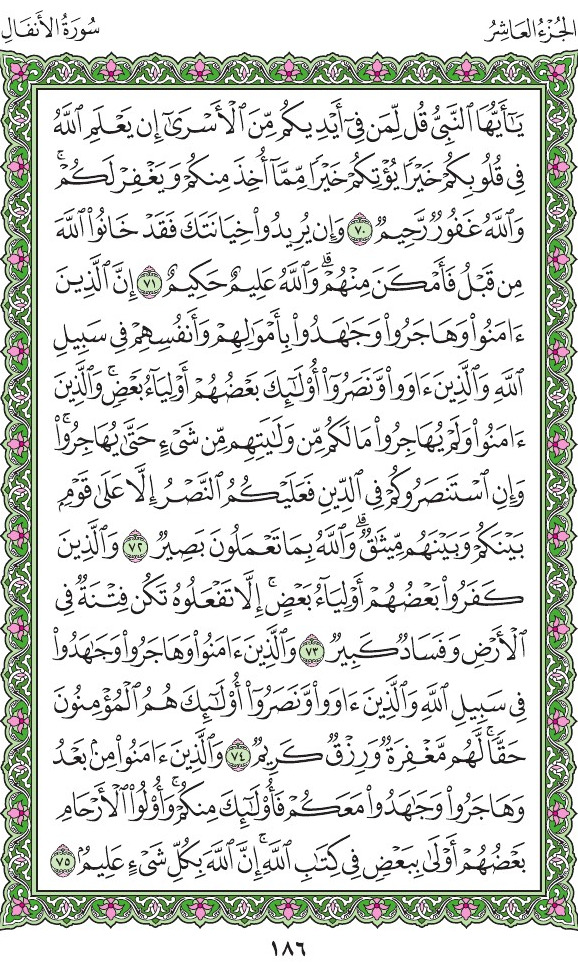 الجُزْءُ العَاشِرُ
سُورَةُ الأَنفَالِ
يَـٰٓأَيُّهَا ٱلنَّبِىُّ قُل لِّمَن فِىٓ أَيْدِيكُم مِّنَ ٱلْأَسْرَىٰٓ إِن يَعْلَمِ ٱللَّهُ
فِى قُلُوبِكُمْ خَيْرًا يُؤْتِكُمْ خَيْرًا مِّمَّآ أُخِذَ مِنكُمْ وَيَغْفِرْ لَكُمْ ۗ
وَٱللَّهُ غَفُورٌ رَّحِيمٌ ٧٠ وَإِن يُرِيدُوا۟ خِيَانَتَكَ فَقَدْ خَانُوا۟ ٱللَّهَ
مِن قَبْلُ فَأَمْكَنَ مِنْهُمْ ۗ وَٱللَّهُ عَلِيمٌ حَكِيمٌ ٧١ إِنَّ ٱلَّذِينَ
ءَامَنُوا۟ وَهَاجَرُوا۟ وَجَـٰهَدُوا۟ بِأَمْوَٰلِهِمْ وَأَنفُسِهِمْ فِى سَبِيلِ
ٱللَّهِ وَٱلَّذِينَ ءَاوَوا۟ وَّنَصَرُوٓا۟ أُو۟لَـٰٓئِكَ بَعْضُهُمْ أَوْلِيَآءُ بَعْضٍ ۚ وَٱلَّذِينَ
ءَامَنُوا۟ وَلَمْ يُهَاجِرُوا۟ مَا لَكُم مِّن وَلَـٰيَتِهِم مِّن شَىْءٍ حَتَّىٰ يُهَاجِرُوا۟ ۚ
وَإِنِ ٱسْتَنصَرُوكُمْ فِى ٱلدِّينِ فَعَلَيْكُمُ ٱلنَّصْرُ إِلَّا عَلَىٰ قَوْمٍۭ
بَيْنَكُمْ وَبَيْنَهُم مِّيثَـٰقٌ ۗ وَٱللَّهُ بِمَا تَعْمَلُونَ بَصِيرٌ ٧٢ وَٱلَّذِينَ
كَفَرُوا۟ بَعْضُهُمْ أَوْلِيَآءُ بَعْضٍ ۚ إِلَّا تَفْعَلُوهُ تَكُن فِتْنَةٌ فِى
ٱلْأَرْضِ وَفَسَادٌ كَبِيرٌ ٧٣ وَٱلَّذِينَ ءَامَنُوا۟ وَهَاجَرُوا۟ وَجَـٰهَدُوا۟
فِى سَبِيلِ ٱللَّهِ وَٱلَّذِينَ ءَاوَوا۟ وَّنَصَرُوٓا۟ أُو۟لَـٰٓئِكَ هُمُ ٱلْمُؤْمِنُونَ
حَقًّا ۚ لَّهُم مَّغْفِرَةٌ وَرِزْقٌ كَرِيمٌ ٧٤ وَٱلَّذِينَ ءَامَنُوا۟ مِنۢ بَعْدُ
وَهَاجَرُوا۟ وَجَـٰهَدُوا۟ مَعَكُمْ فَأُو۟لَـٰٓئِكَ مِنكُمْ ۚ وَأُو۟لُوا۟ ٱلْأَرْحَامِ
بَعْضُهُمْ أَوْلَىٰ بِبَعْضٍ فِى كِتَـٰبِ ٱللَّهِ ۗ إِنَّ ٱللَّهَ بِكُلِّ شَىْءٍ عَلِيمٌۢ ٧٥
١٨٦